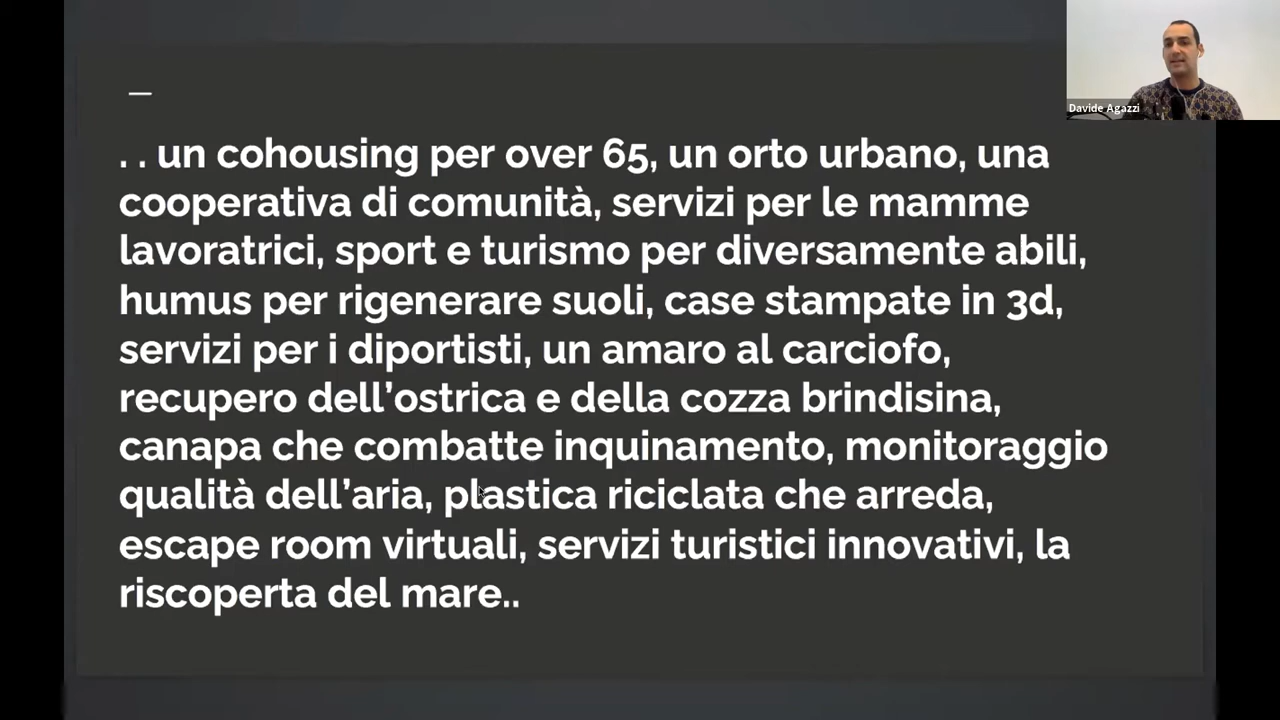 Davide Agazzi
. . un cohousing per over 65, un orto urbano, una
cooperativa di comunità, servizi per le mamme
lavoratrici, sport e turismo per diversamente abili,
humus per rigenerare suoli, case stampate in 3d,
servizi per i diportisti, un amaro al carciofo,
recupero dell’ostrica e della cozza brindisina,
canapa che combatte inquinamento, monitoraggio
qualità dell’aria, plastica riciclata che arreda,
escape room virtuali, servizi turistici innovativi, la
riscoperta del mare..